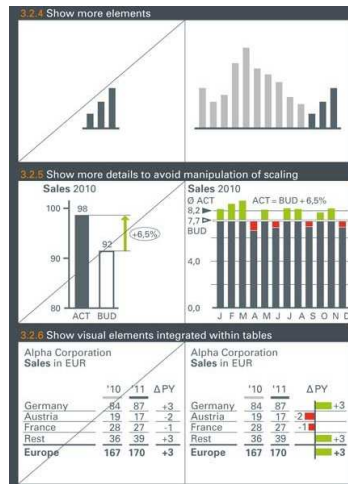 3.2.4 Show more elements
3.2.5 Show more details to avoid manipulation of scaling
Sales 2010
100
98
92
+6,5%
90
80
ACT BUD
Sales 2010
Ø ACT
ACT = BUD + 6,5%
8,2
7,7
BUD
4,0
0,0
J F M A M J J A S O N D
3.2.6 Show visual elements integrated within tables
Alpha Corporation
Sales in EUR
'10 '11 ΔPY
Germany 84 87 +3
Austria 19 17 -2
France 28 27 -1
Rest 36 39 +3
Europe 167 170 +3
Alpha Corporation
Sales in EUR
'10 '11 ΔPY
Germany 84 87 +3
Austria 19 17 -2
France 28 27 -1
Rest 36 39 +3
Europe 167 170 +3